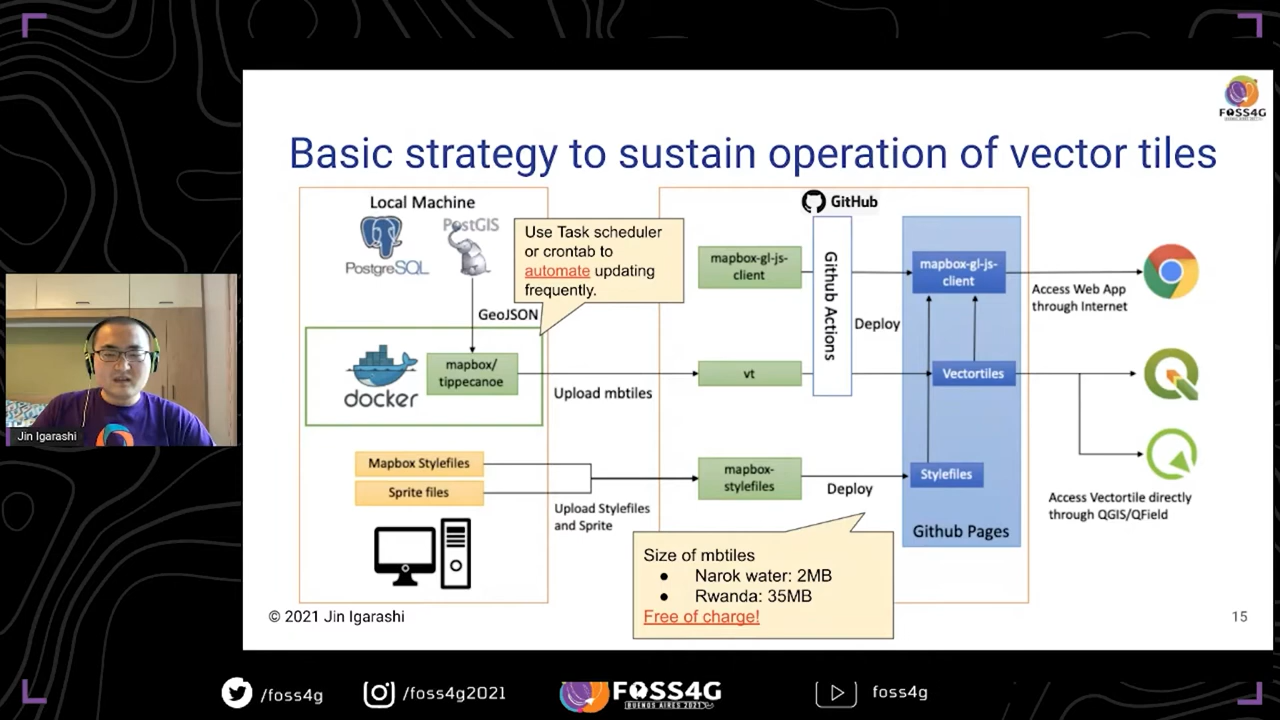 FOSS4G
Basic strategy to sustain operation of vector tiles
Local Machine
PostgreSQL
PostGIS
Use Task scheduler
or crontab to
automate updating
frequently.
GeoJSON
docker
mapbox/
tippecanoe
Upload mbtiles
Mapbox Stylefiles
Sprite files
Upload Stylefiles
and Sprite
GitHub
mapbox-gl-js-
client
vt
mapbox-
stylefiles
Github Actions
Deploy
Deploy
mapbox-gl-js-
client
Vectortiles
Stylefiles
Github Pages
Access Web App
through Internet
Access Vectortile directly
through QGIS/QField
Size of mbtiles
● Narok water: 2MB
● Rwanda: 35MB
Free of charge!
© 2021 Jin Igarashi
15
Jin Igarashi
/foss4g
/foss4g2021
FOSS4G
BUENOS AIRES 2021
foss4g